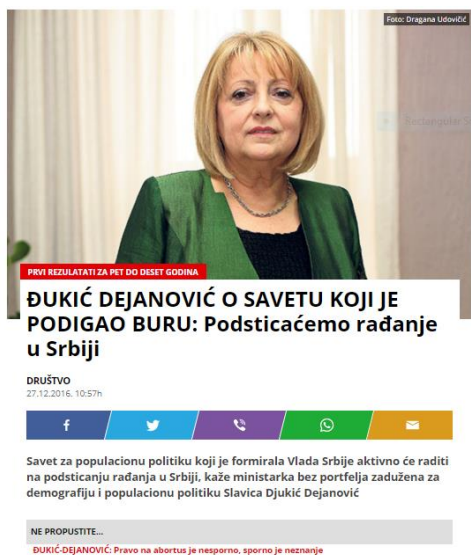 Foto: Dragana Udovičić
PRVI REZULATATI ZA PET DO DESET GODINA
ĐUKIĆ DEJANOVIĆ O SAVETU KOJI JE
PODIGAO BURU: Podsticaćemo rađanje
u Srbiji
DRUŠTVO
27.12.2016. 10:57h
Savet za populacionu politiku koji je formirala Vlada Srbije aktivno će raditi
na podsticanju rađanja u Srbiji, kaže ministarka bez portfelja zadužena za
demografiju i populacionu politiku Slavica Djukić Dejanović
NE PROPUSTITE...
ĐUKIĆ-DEJANOVIĆ: Pravo na abortus je nesporno, sporno je neznanje